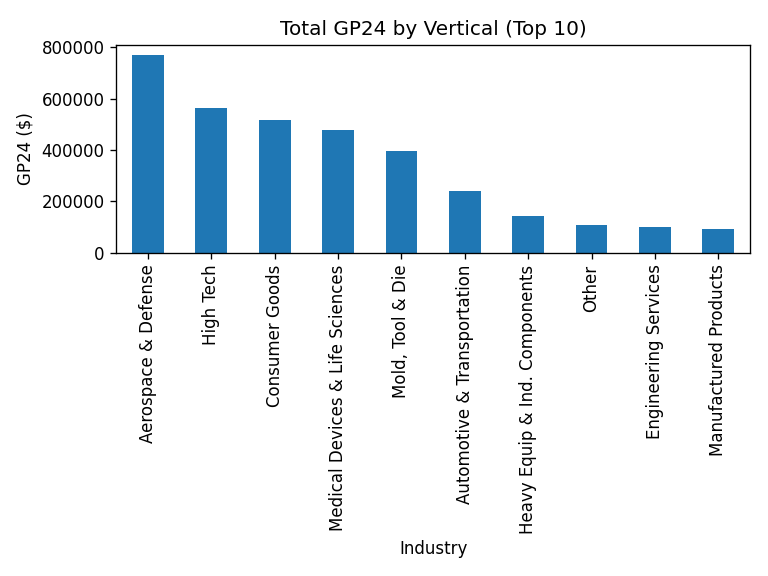 Total GP24 by Vertical (Top 10)
GP24 ($)
800000
600000
400000
200000
0
Aerospace & Defense
High Tech
Consumer Goods
Medical Devices & Life Sciences
Mold, Tool & Die
Automotive & Transportation
Heavy Equip & Ind. Components
Other
Engineering Services
Manufactured Products
Industry